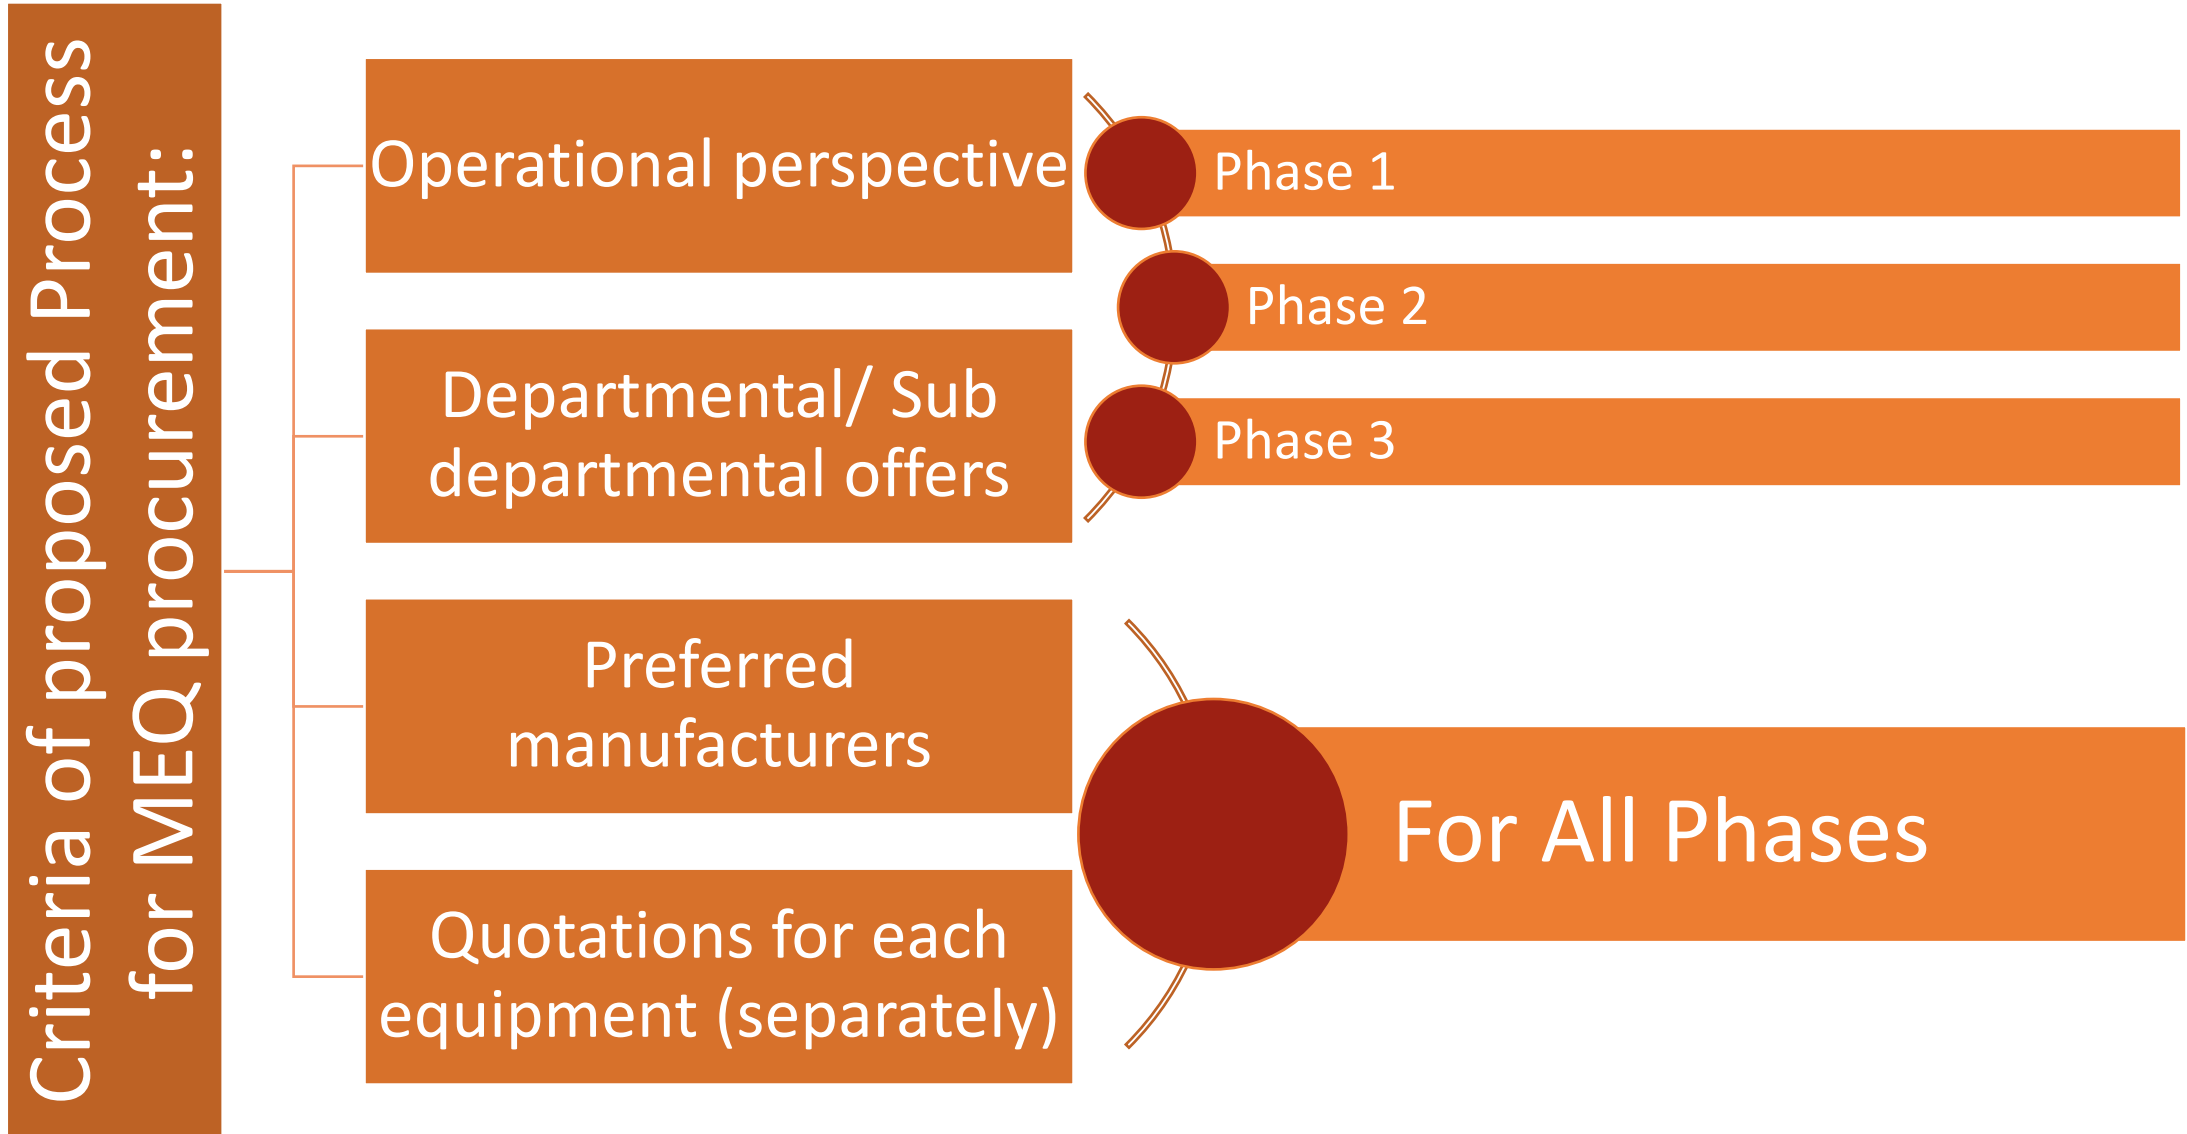 Criteria of proposed Process
for MEQ procurement:
Operational perspective
Departmental/ Sub
departmental offers
Preferred
manufacturers
Quotations for each
equipment (separately)
Phase 1
Phase 2
Phase 3
For All Phases